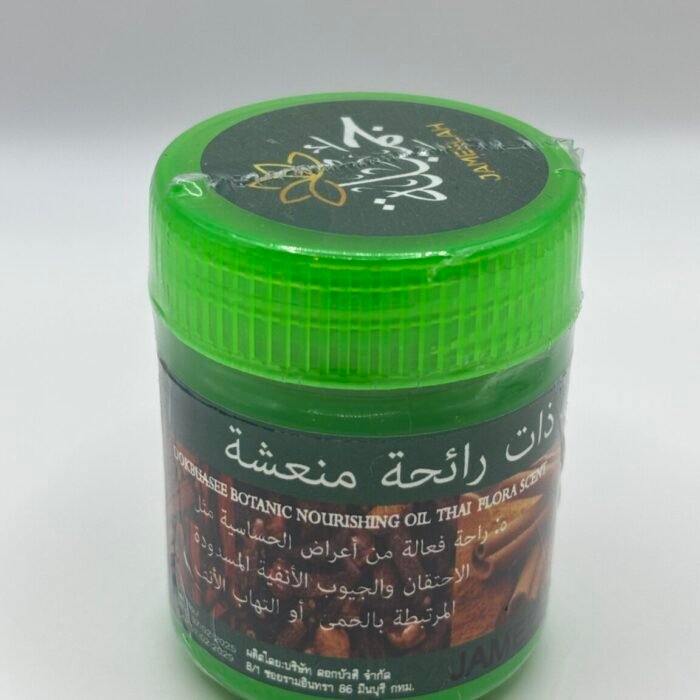 JAMEELAH
ذات رائحة منعشة
DOKBUASEE BOTANIC NOURISHING OIL THAI FLORA SCENT
راحة فعالة من أعراض الحساسية مثل
الاحتقان والجيوب الأنفية المسدودة
المرتبطة بالحمى أو التهاب الأنف
ผลิตโดย:บริษัท ดอกบัวสี จำกัด
8/1 ซอยรามอินทรา 86 มีนบุรี กทม.
JAME